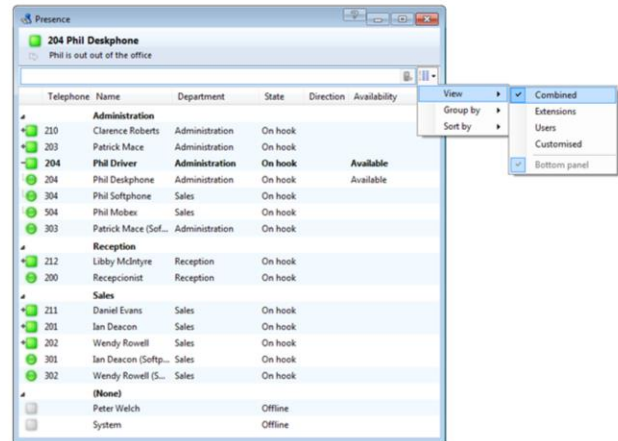 Presence
204 Phil Deskphone
Phil is out out of the office
Telephone Name Department State Direction Availability
Administration
210 Clarence Roberts Administration On hook
203 Patrick Mace Administration On hook
204 Phil Driver Administration On hook Available
204 Phil Deskphone Administration On hook Available
304 Phil Softphone Sales On hook
504 Phil Mobex Sales On hook
303 Patrick Mace (Sof... Administration On hook
Reception
212 Libby McIntyre Reception On hook
200 Recepcionist Reception On hook
Sales
211 Daniel Evans Sales On hook
201 Ian Deacon Sales On hook
202 Wendy Rowell Sales On hook
301 Ian Deacon (Softp... Sales On hook
302 Wendy Rowell (S... Sales On hook
(None)
Peter Welch Offline
System Offline
View
Group by
Sort by
Combined
Extensions
Users
Customised
Bottom panel